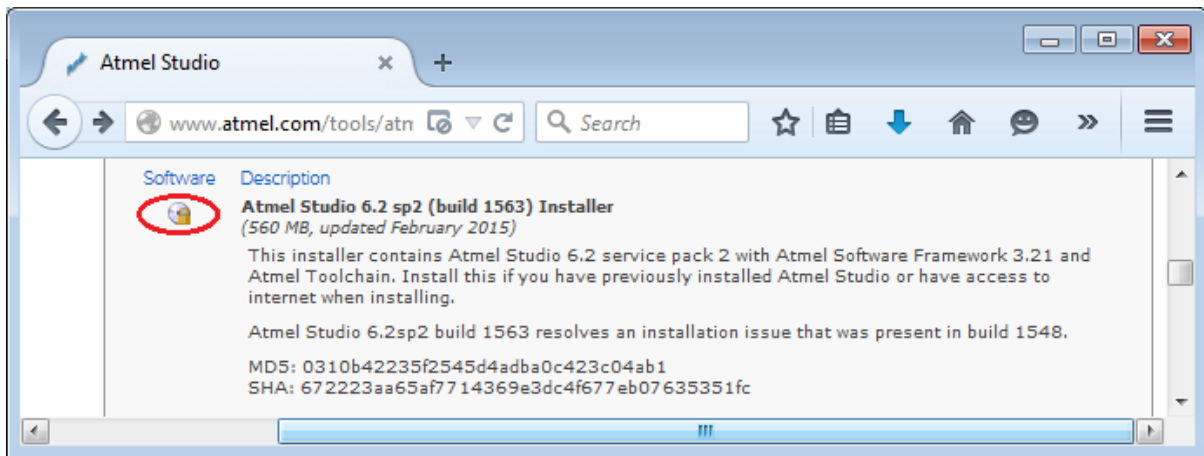 Atmel Studio
www.atmel.com/tools/atm
Search
Software Description
Atmel Studio 6.2 sp2 (build 1563) Installer
(560 MB, updated February 2015)
This installer contains Atmel Studio 6.2 service pack 2 with Atmel Software Framework 3.21 and
Atmel Toolchain. Install this if you have previously installed Atmel Studio or have access to
internet when installing.
Atmel Studio 6.2sp2 build 1563 resolves an installation issue that was present in build 1548.
MD5: 0310b42235f2545d4adba0c423c04ab1
SHA: 672223aa65af7714369e3dc4f677eb07635351fc